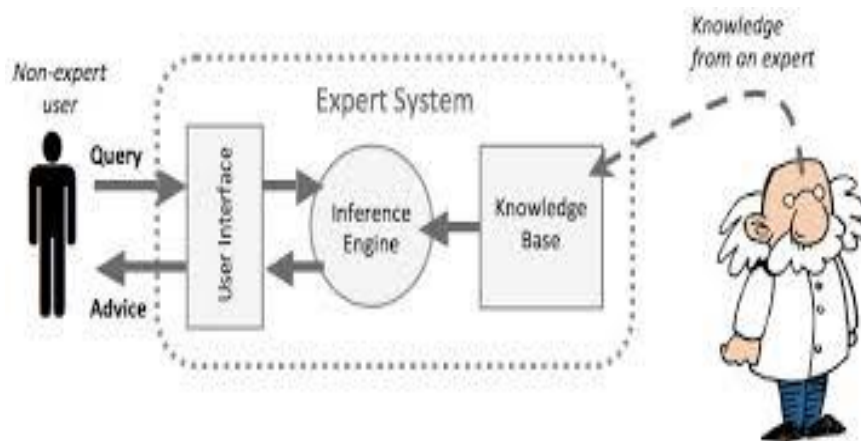 Non-expert
user
Query
Advice
Expert System
User Interface
Inference
Engine
Knowledge
Base
Knowledge
from an expert